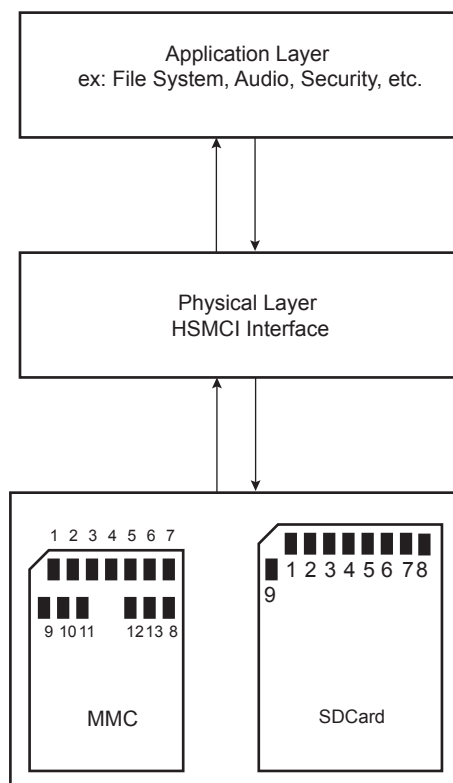 Application Layer
ex: File System, Audio, Security, etc.
Physical Layer
HSMCI Interface
1 2 3 4 5 6 7
9 10 11 12 13 8
MMC
1 2 3 4 5 6 7 8
9
SDCard